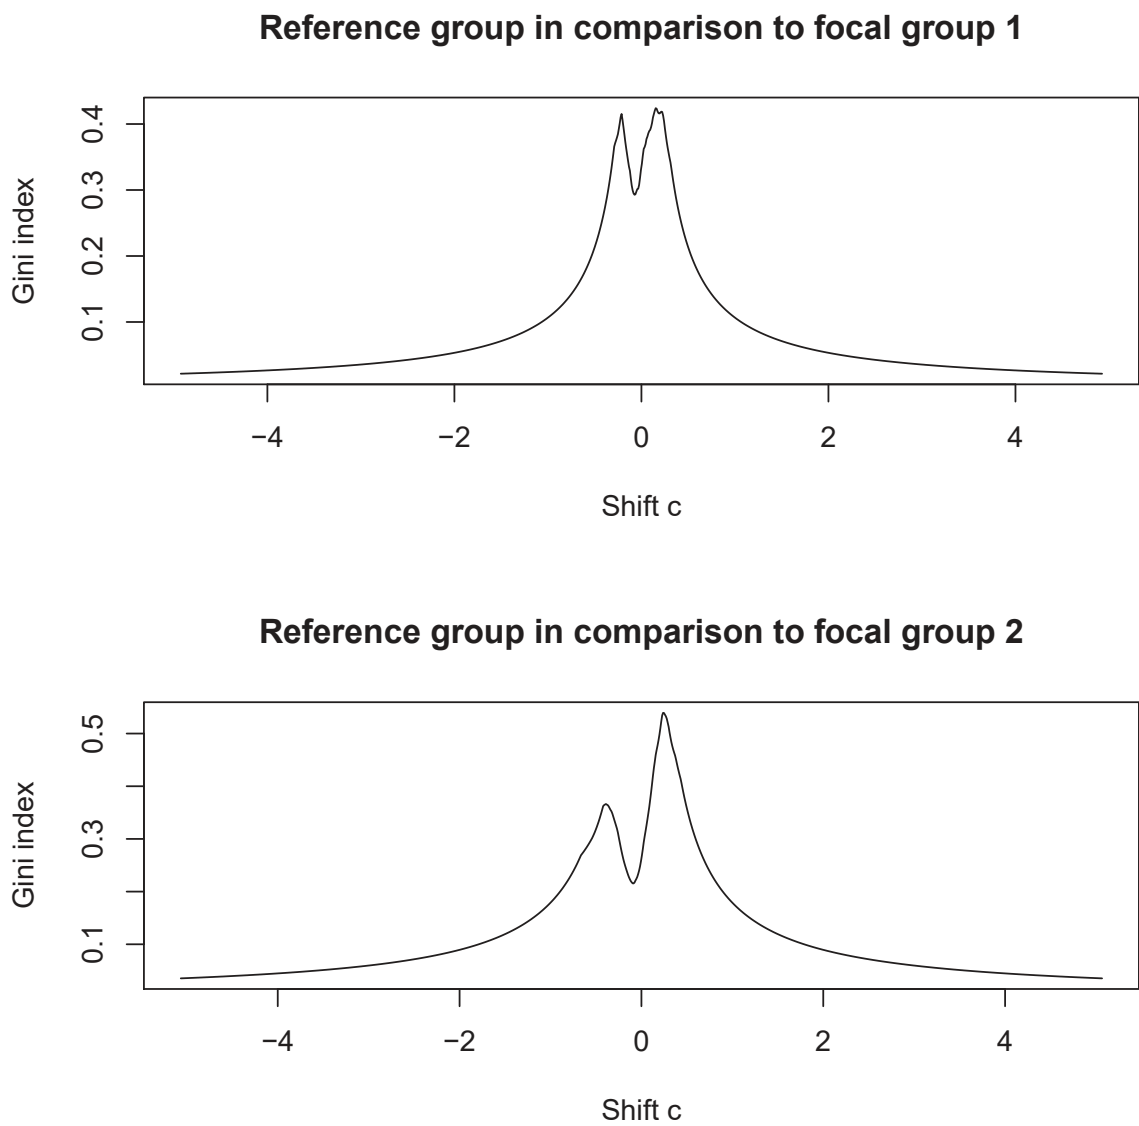 Reference group in comparison to focal group 1
Gini index
0.4
0.3
0.2
0.1
−4 −2 0 2 4
Shift c
Reference group in comparison to focal group 2
Gini index
0.5
0.3
0.1
−4 −2 0 2 4
Shift c